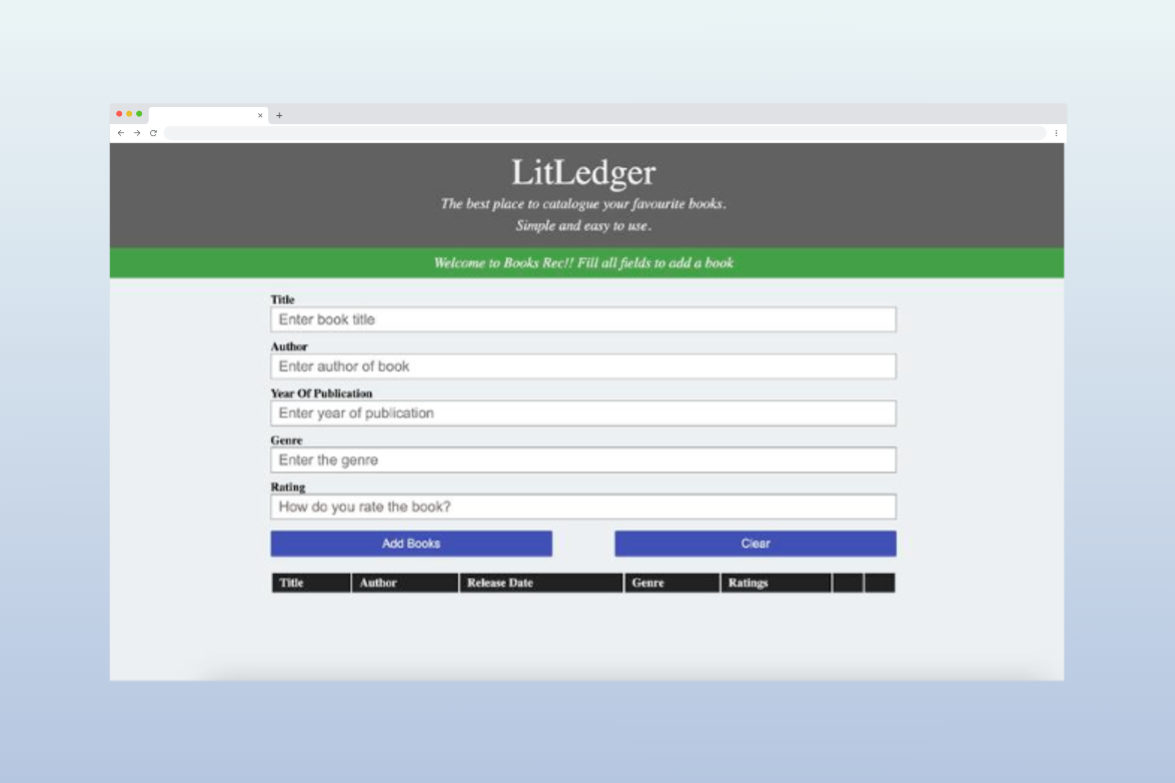 LitLedger
The best place to catalogue your favourite books.
Simple and easy to use.
Welcome to Books Rec!! Fill all fields to add a book
Title
Enter book title
Author
Enter author of book
Year Of Publication
Enter year of publication
Genre
Enter the genre
Rating
How do you rate the book?
Add Books Clear
Title Author Release Date Genre Ratings